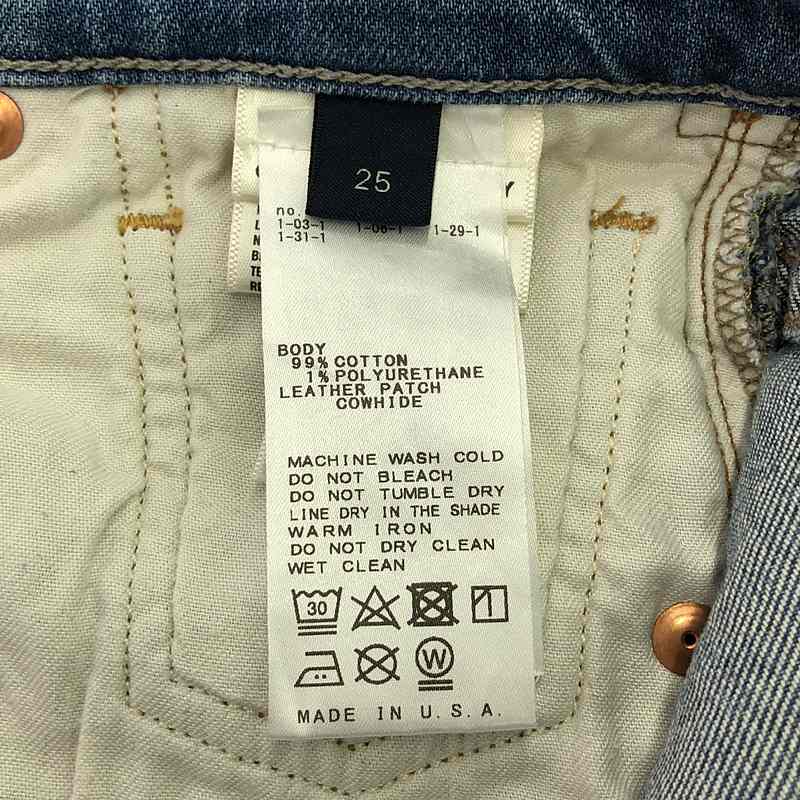 25
no.
1-03-1 1-06-1 1-29-1
1-31-1
BODY
99% COTTON
1% POLYURETHANE
LEATHER PATCH
COWHIDE
MACHINE WASH COLD
DO NOT BLEACH
DO NOT TUMBLE DRY
LINE DRY IN THE SHADE
WARM IRON
DO NOT DRY CLEAN
WET CLEAN
30
W
MADE IN U.S.A.